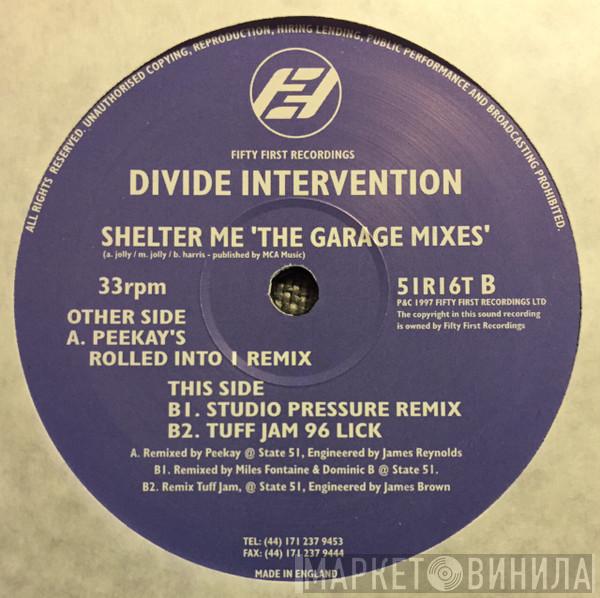 ALL RIGHTS RESERVED. UNAUTHORISED COPYING, REPRODUCTION, HIRING LENDING, PUBLIC PERFORMANCE AND BROADCASTING PROHIBITED.
FIFTY FIRST RECORDINGS
DIVIDE INTERVENTION
SHELTER ME 'THE GARAGE MIXES'
(a. jolly / m. jolly / b. harris - published by MCA Music)
33rpm
51R16T B
P&C 1997 FIFTY FIRST RECORDINGS LTD
The copyright in this sound recording
is owned by Fifty First Recordings
OTHER SIDE
A. PEEKAY'S
ROLLED INTO 1 REMIX
THIS SIDE
B1. STUDIO PRESSURE REMIX
B2. TUFF JAM 96 LICK
A. Remixed by Peekay @ State 51, Engineered by James Reynolds
B1. Remixed by Miles Fontaine & Dominic B @ State 51.
B2. Remix Tuff Jam, @ State 51, Engineered by James Brown
TEL: (44) 171 237 9453
FAX: (44) 171 237 9444
MADE IN ENGLAND
МАРКЕТ ВИНИЛА